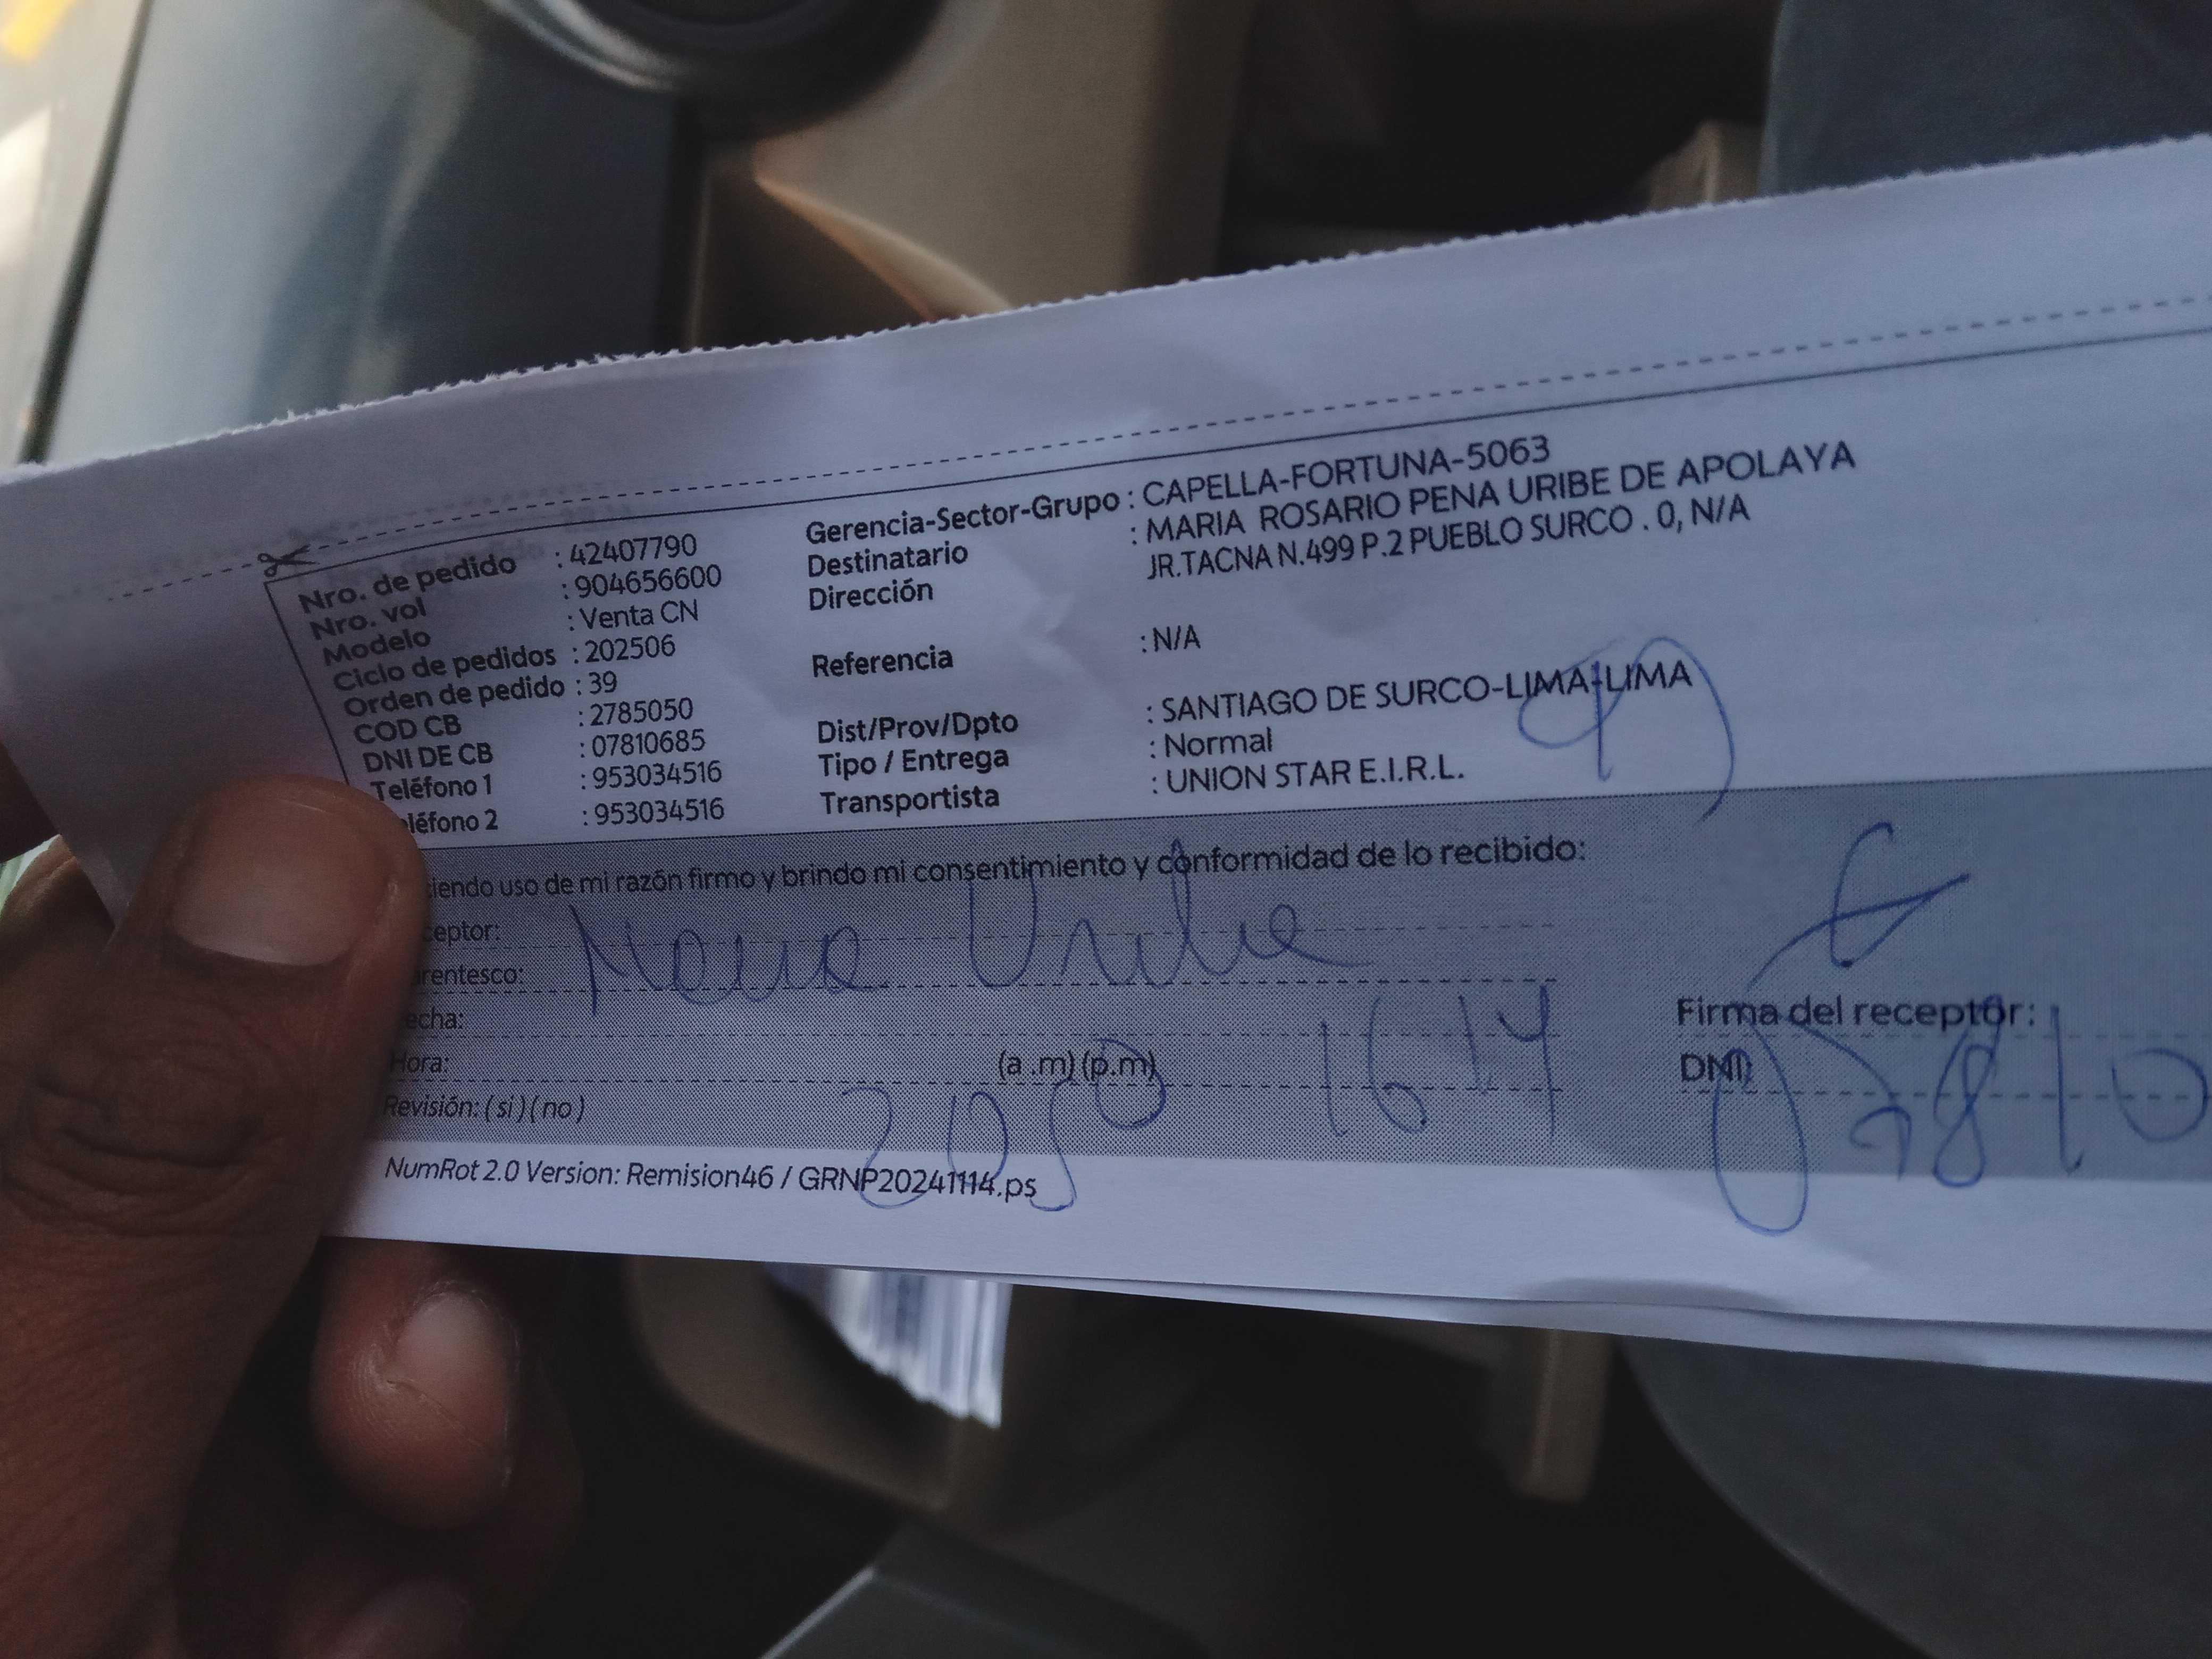 Nro. de pedido : 42407790
Nro. vol : 904656600
Modelo : Venta CN
Ciclo de pedidos : 202506
Orden de pedido : 39
COD CB : 2785050
DNI DE CB : 07810685
Teléfono 1 : 953034516
léfono 2 : 953034516
Gerencia-Sector-Grupo : CAPELLA-FORTUNA-5063
Destinatario : MARIA ROSARIO PENA URIBE DE APOLAYA
Dirección JR.TACNA N.499 P.2 PUEBLO SURCO . 0, N/A
Referencia : N/A
Dist/Prov/Dpto : SANTIAGO DE SURCO-LIMA-LIMA
Tipo / Entrega : Normal
Transportista : UNION STAR E.I.R.L.
iendo uso de mi razón firmo y brindo mi consentimiento y conformidad de lo recibido:
ceptor: Maria Uribe
rentesco:
echa:
Hora: (a .m) (p.m) 1614
Revisión: ( si ) ( no )
Firma del receptor:
DNI: 07810
NumRot 2.0 Version: Remision46 / GRNP20241114.ps